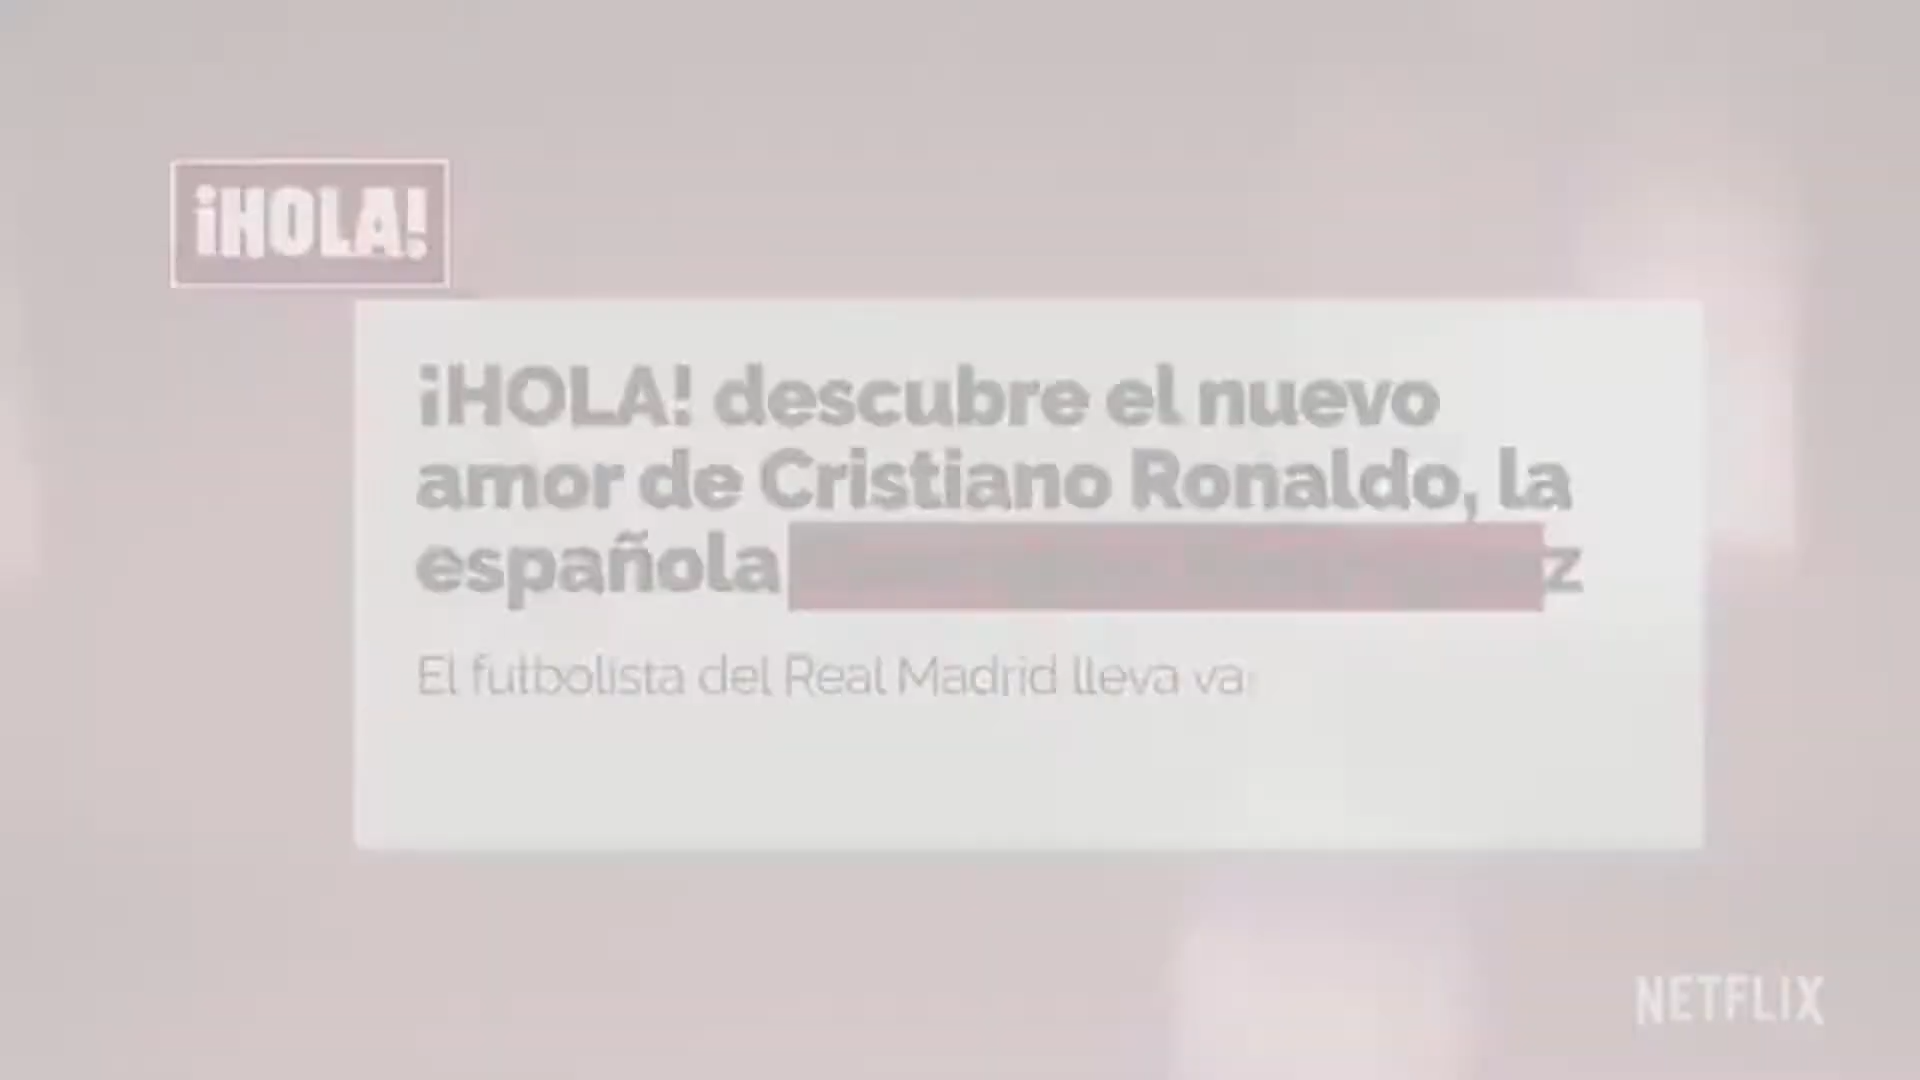 ¡HOLA!
¡HOLA! descubre el nuevo
amor de Cristiano Ronaldo, la
española
El futbolista del Real Madrid lleva va
NETFLIX